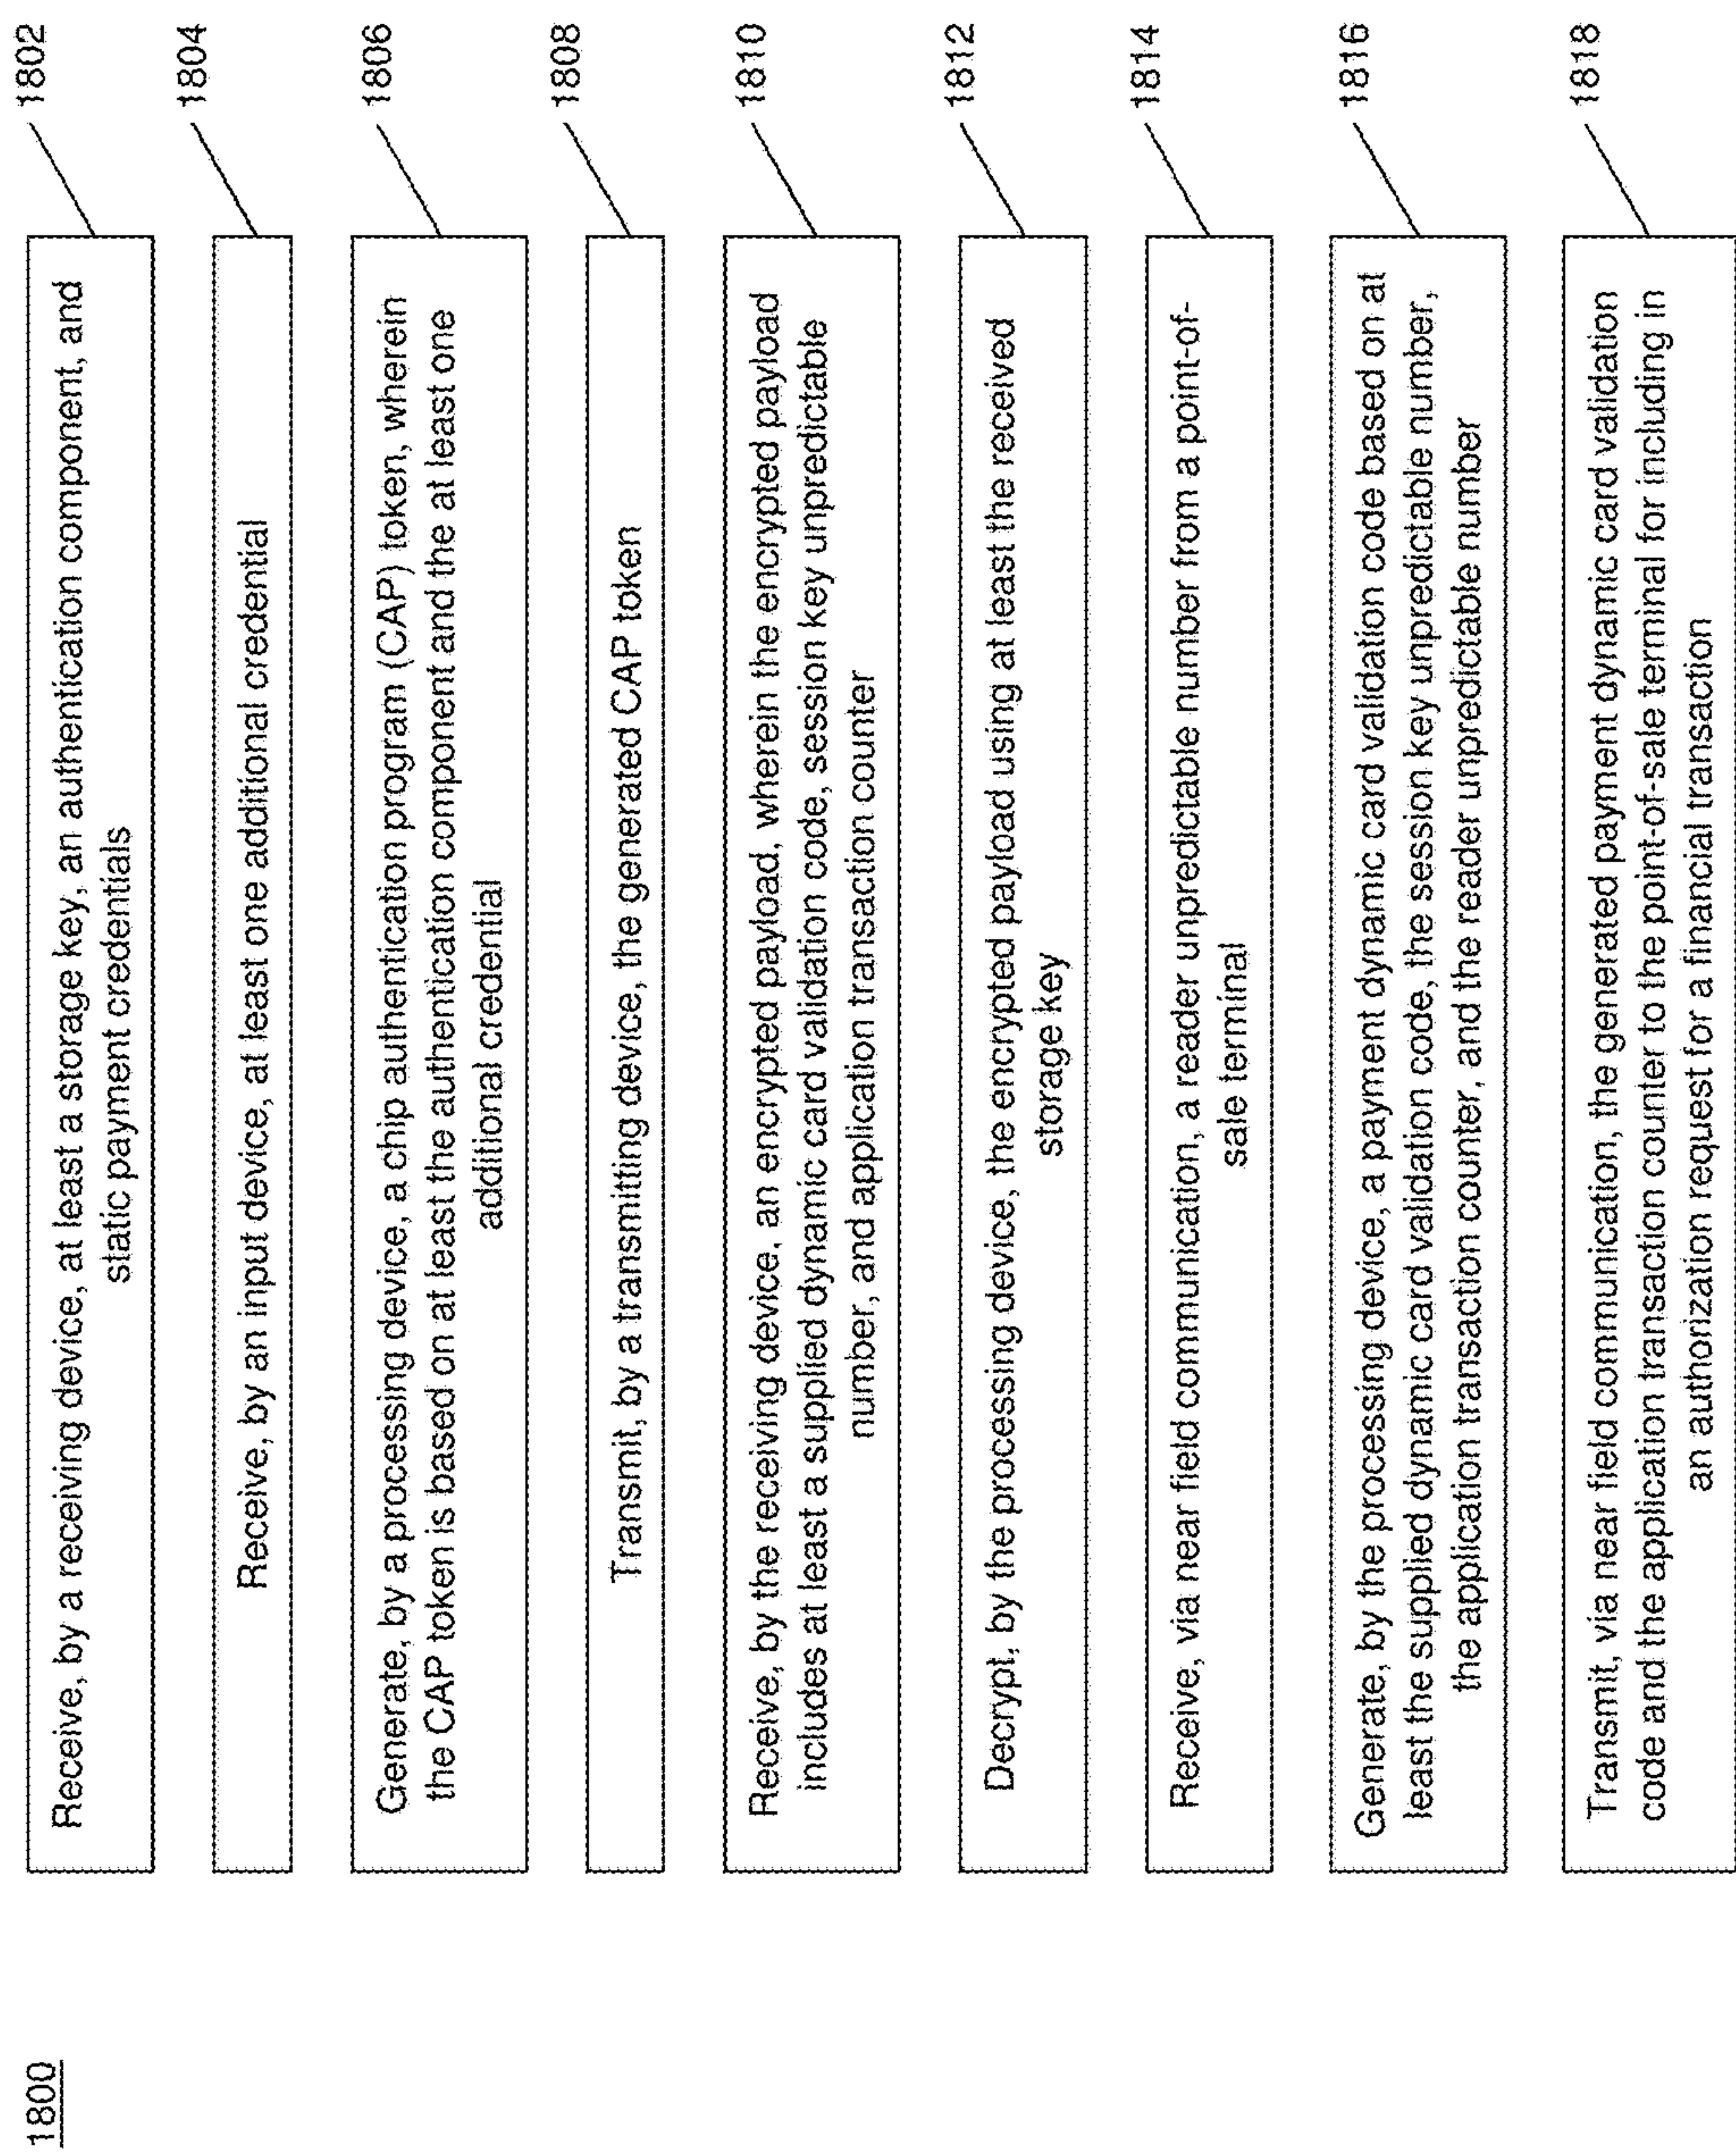 1800
Receive, by a receiving device, at least a storage key, an authentication component, and
static payment credentials
1802
Receive, by an input device, at least one additional credential
1804
Generate, by a processing device, a chip authentication program (CAP) token, wherein
the CAP token is based on at least the authentication component and the at least one
additional credential
1806
Transmit, by a transmitting device, the generated CAP token
1808
Receive, by the receiving device, an encrypted payload, wherein the encrypted payload
includes at least a supplied dynamic card validation code, session key unpredictable
number, and application transaction counter
1810
Decrypt, by the processing device, the encrypted payload using at least the received
storage key
1812
Receive, via near field communication, a reader unpredictable number from a point-of-
sale terminal
1814
Generate, by the processing device, a payment dynamic card validation code based on at
least the supplied dynamic card validation code, the session key unpredictable number,
the application transaction counter, and the reader unpredictable number
1816
Transmit, via near field communication, the generated payment dynamic card validation
code and the application transaction counter to the point-of-sale terminal for including in
an authorization request for a financial transaction
1818